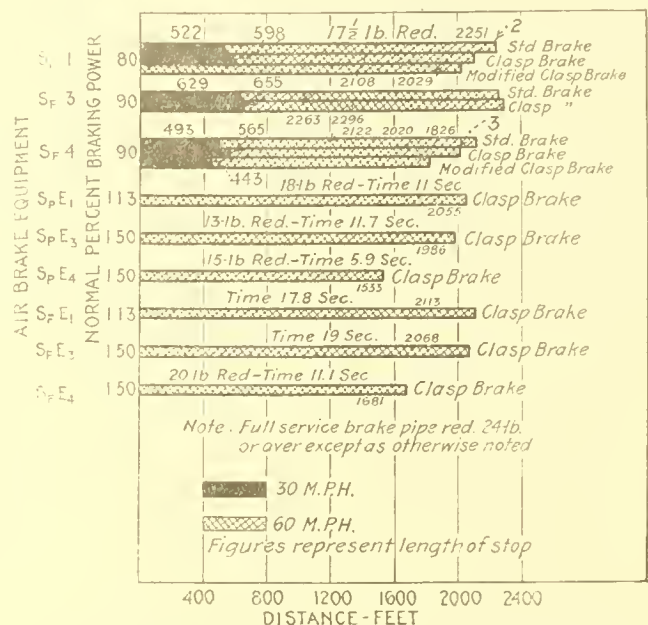 522 598 17½ lb. Red. 2251 2
80 Std Brake
Clasp Brake
Modified Clasp Brake
629 655 2108 2029
SF 3 90 Std. Brake
Clasp "
2263 2296
493 565 2122 2020 1826 3
SF 4 90 Std. Brake
Clasp Brake
Modified Clasp Brake
443
18-lb Red-Time 11 Sec
SPE1 113 2055 Clasp Brake
13-lb. Red.-Time 11.7 Sec.
SPE3 150 1986 Clasp Brake
15-lb Red-Time 5.9 Sec.
SPE4 150 1533 Clasp Brake
Time 17.8 Sec. 2113
SFE1 113 Clasp Brake
Time 19 Sec. 2068
SFE3 150 Clasp Brake
20 lb Red-Time 11.1 Sec
SFE4 150 1681 Clasp Brake
AIR BRAKE EQUIPMENT
NORMAL PERCENT BRAKING POWER
Note. Full service brake pipe red. 24lb.
or over except as otherwise noted
30 M.P.H.
60 M.P.H.
Figures represent length of stop
400 800 1200 1600 2000 2400
DISTANCE-FEET